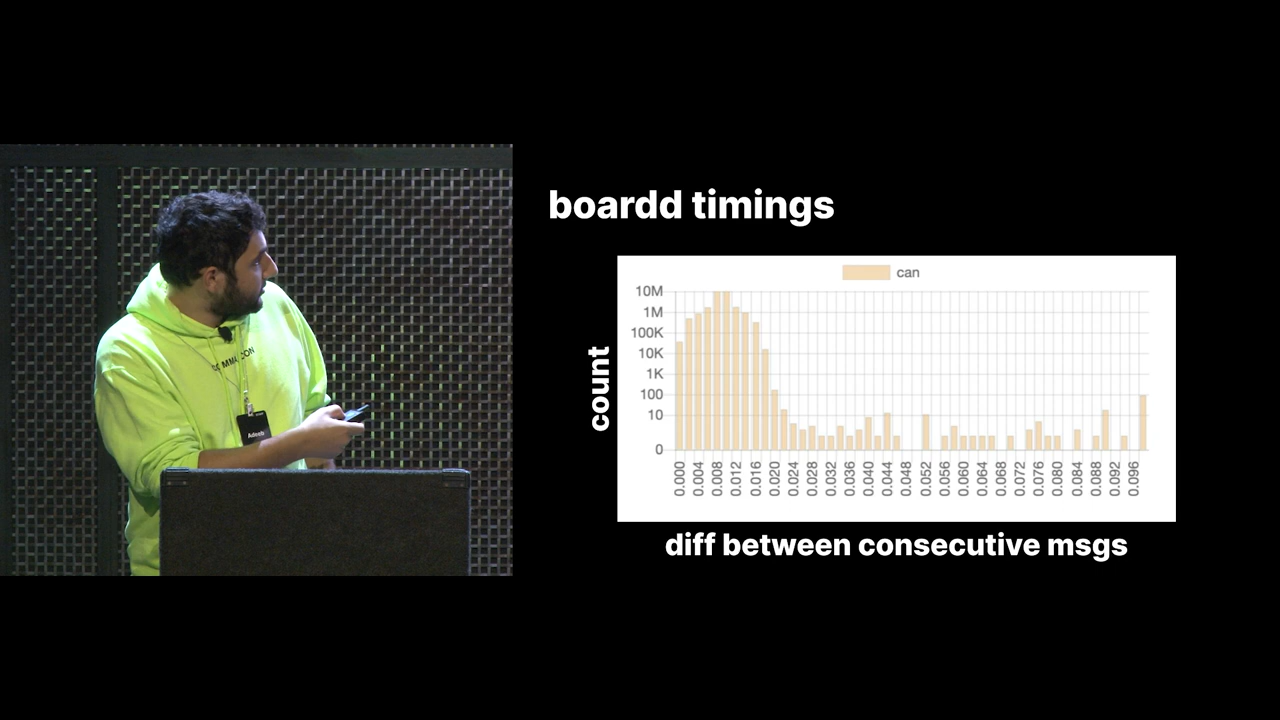 boardd timings
can
10M
1M
100K
10K
1K
100
10
0
count
0.000 0.004 0.008 0.012 0.016 0.020 0.024 0.028 0.032 0.036 0.040 0.044 0.048 0.052 0.056 0.060 0.064 0.068 0.072 0.076 0.080 0.084 0.088 0.092 0.096
diff between consecutive msgs
COMMA CON
Adeeb